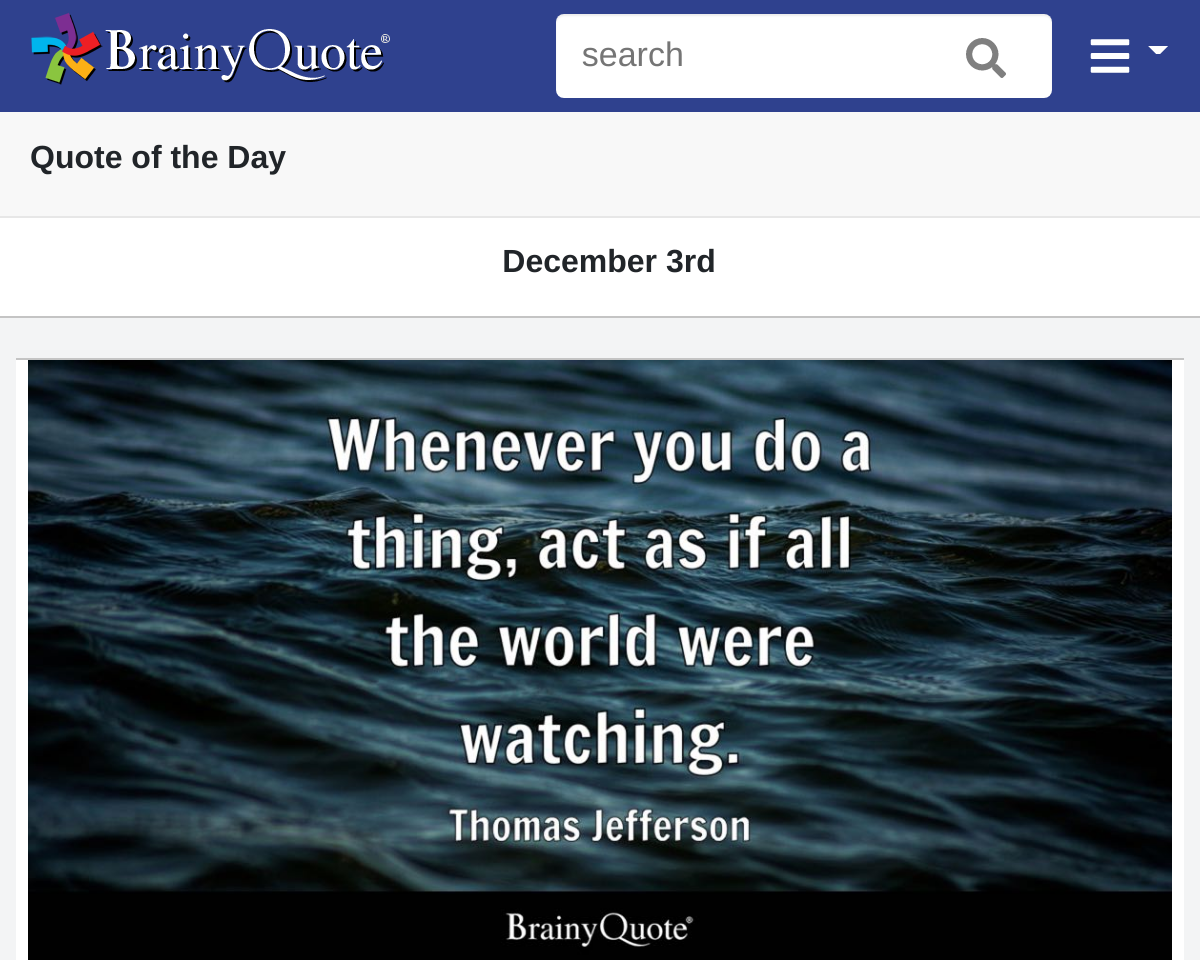 BrainyQuote®
search
Quote of the Day
December 3rd
Whenever you do a
thing, act as if all
the world were
watching.
Thomas Jefferson
BrainyQuote®